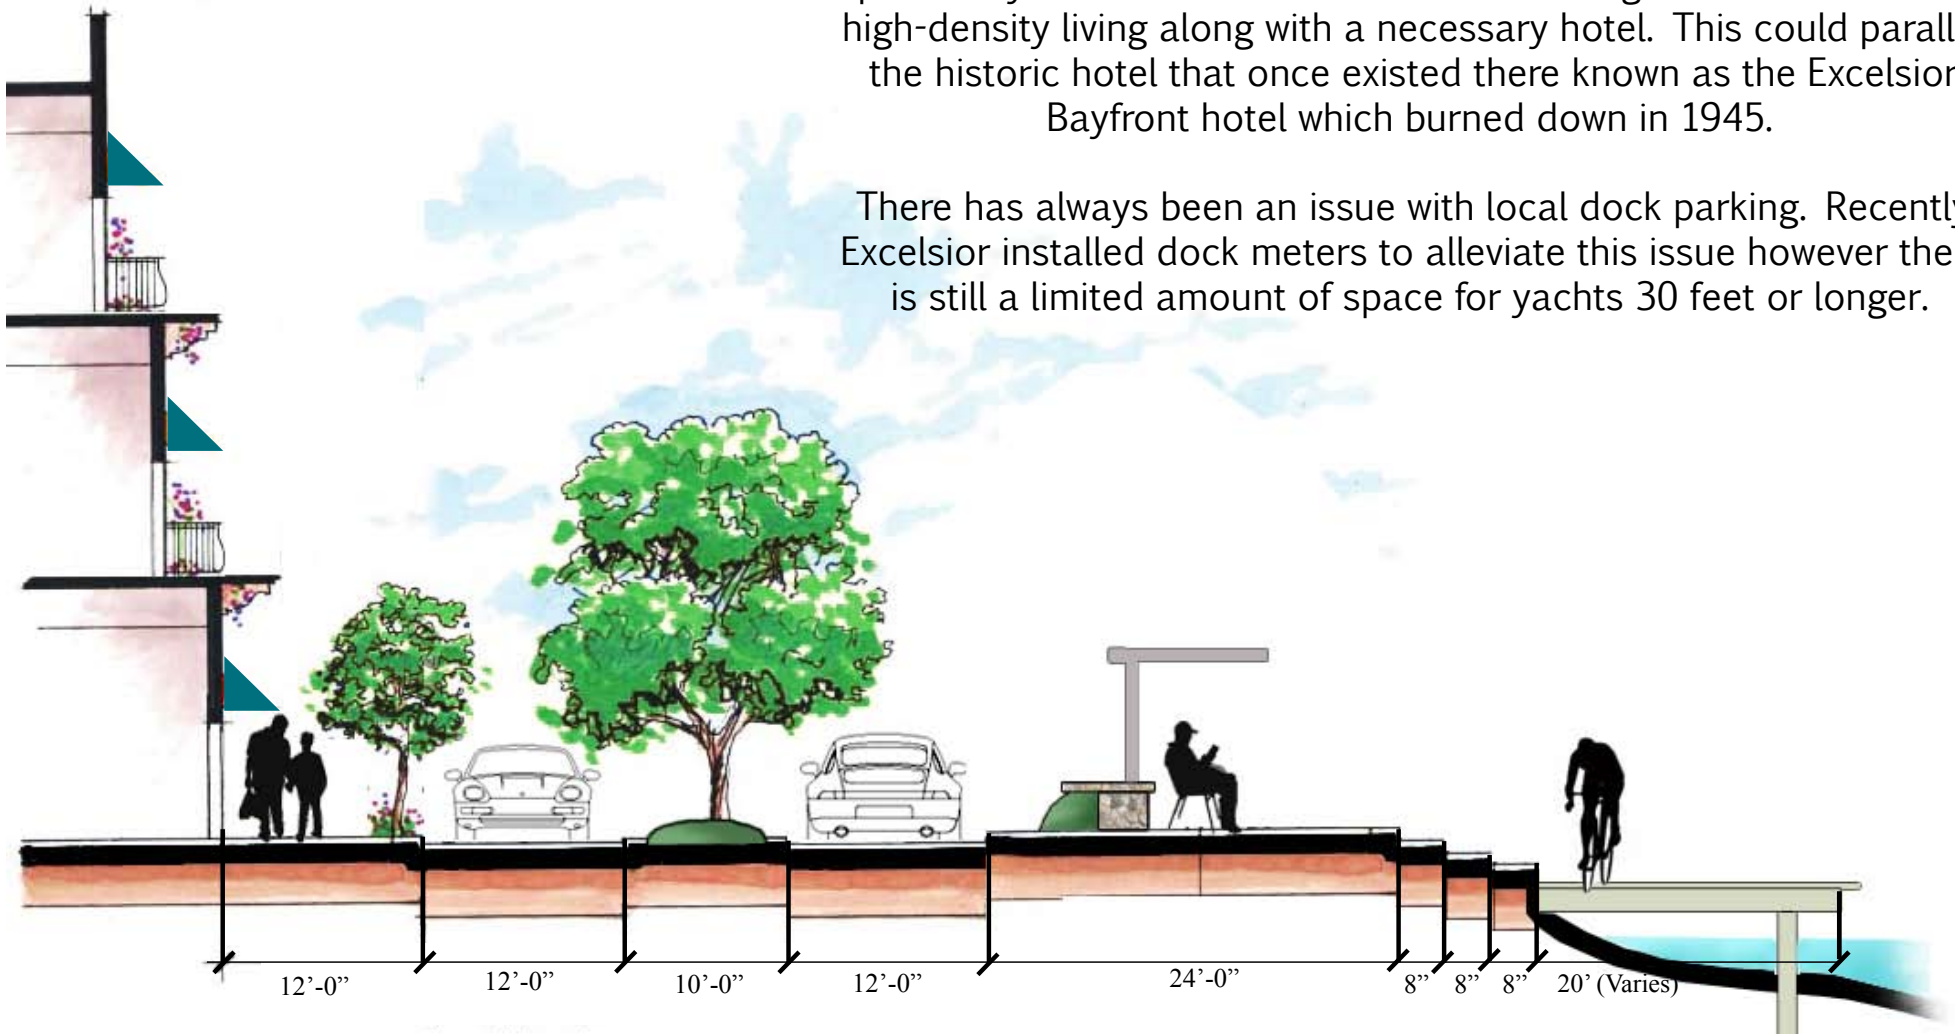 high-density living along with a necessary hotel. This could
the historic hotel that once existed there known as the Excelsior
Bayfront hotel which burned down in 1945.
There has always been an issue with local dock parking. Recently
Excelsior installed dock meters to alleviate this issue however
is still a limited amount of space for yachts 30 feet or longer.
12’-0” 12’-0” 10’-0” 12’-0” 24’-0” 8” 8” 8” 20’ (Varies)